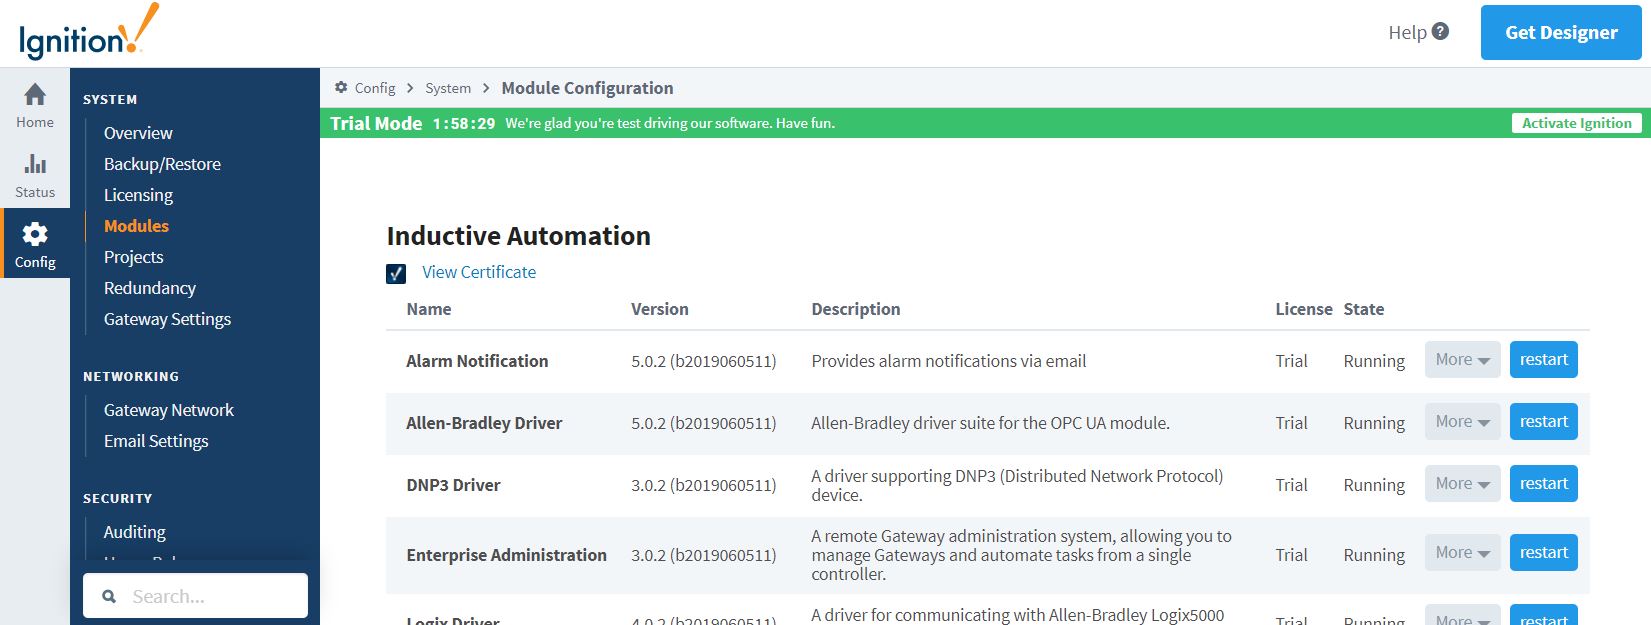 Ignition!
Help ?
Get Designer
Home
Status
Config
SYSTEM
Overview
Backup/Restore
Licensing
Modules
Projects
Redundancy
Gateway Settings
NETWORKING
Gateway Network
Email Settings
SECURITY
Auditing
Search...
Config > System > Module Configuration
Trial Mode 1:58:29 We're glad you're test driving our software. Have fun. Activate Ignition
Inductive Automation
View Certificate
Name Version Description License State
Alarm Notification 5.0.2 (b2019060511) Provides alarm notifications via email Trial Running More restart
Allen-Bradley Driver 5.0.2 (b2019060511) Allen-Bradley driver suite for the OPC UA module. Trial Running More restart
DNP3 Driver 3.0.2 (b2019060511) A driver supporting DNP3 (Distributed Network Protocol)
device. Trial Running More restart
Enterprise Administration 3.0.2 (b2019060511) A remote Gateway administration system, allowing you to
manage Gateways and automate tasks from a single
controller. Trial Running More restart
Logix Driver 4.0.2 (b2019060511) A driver for communicating with Allen-Bradley Logix5000 Trial Running More restart